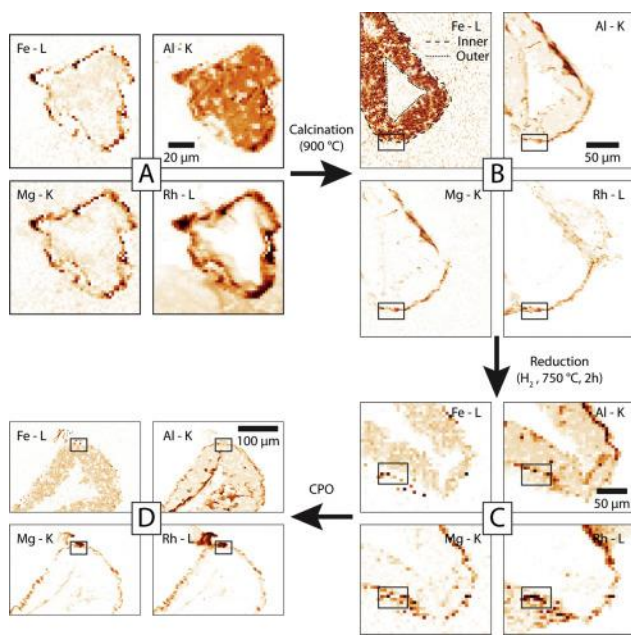 Fe - L
Al - K
20 µm
Mg - K
Rh - L
A
Calcination
(900 °C)
Fe - L
Inner
Outer
Al - K
50 µm
Mg - K
Rh - L
B
Reduction
(H₂ , 750 °C, 2h)
Fe - L
Al - K
50 µm
Mg - K
Rh - L
C
CPO
Fe - L
Al - K
100 µm
Mg - K
Rh - L
D